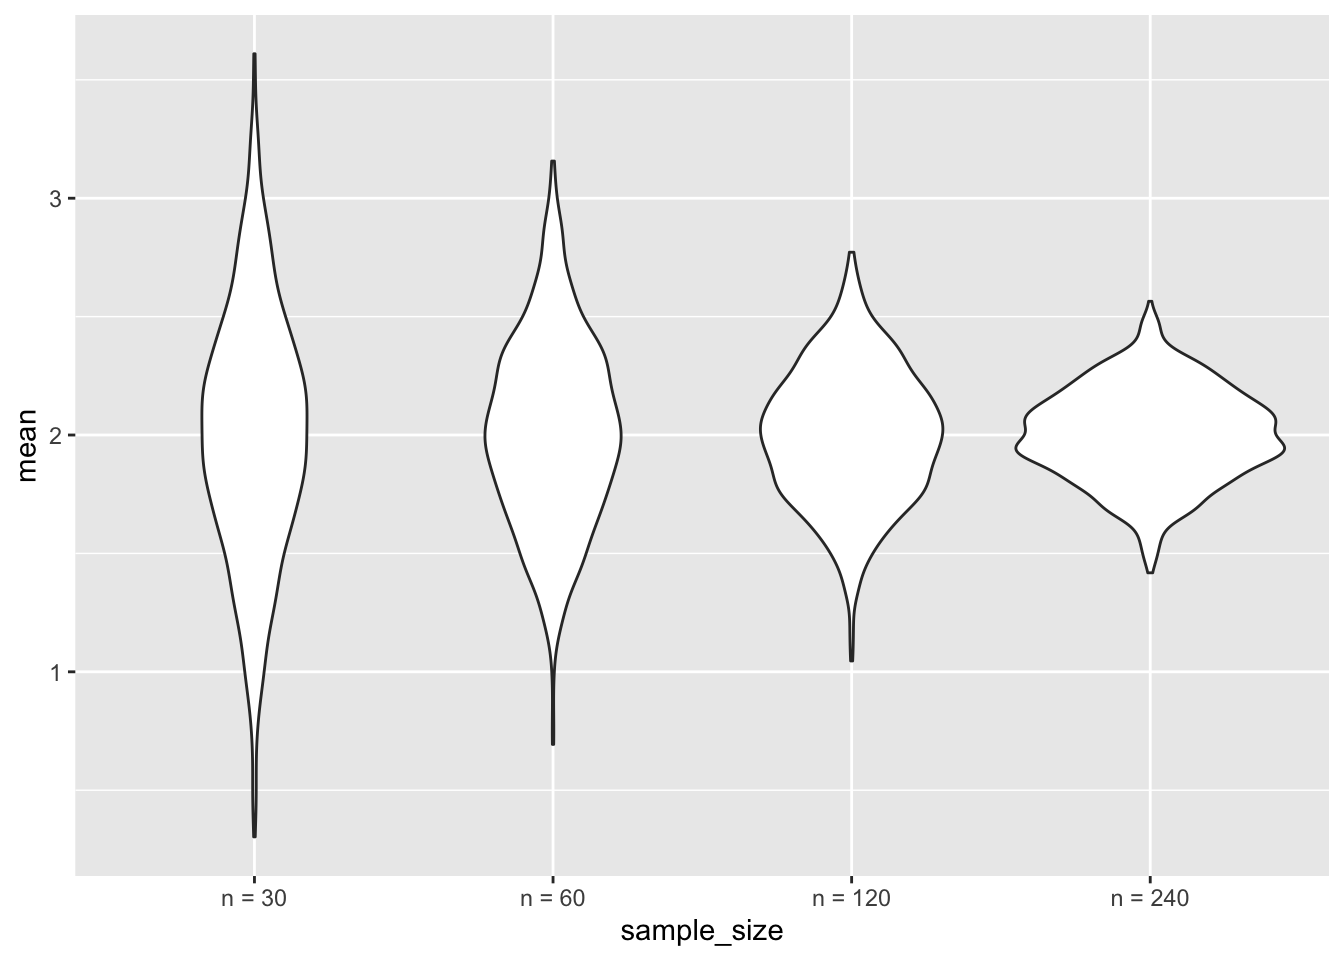 mean
3
2
1
n = 30
n = 60
n = 120
n = 240
sample_size